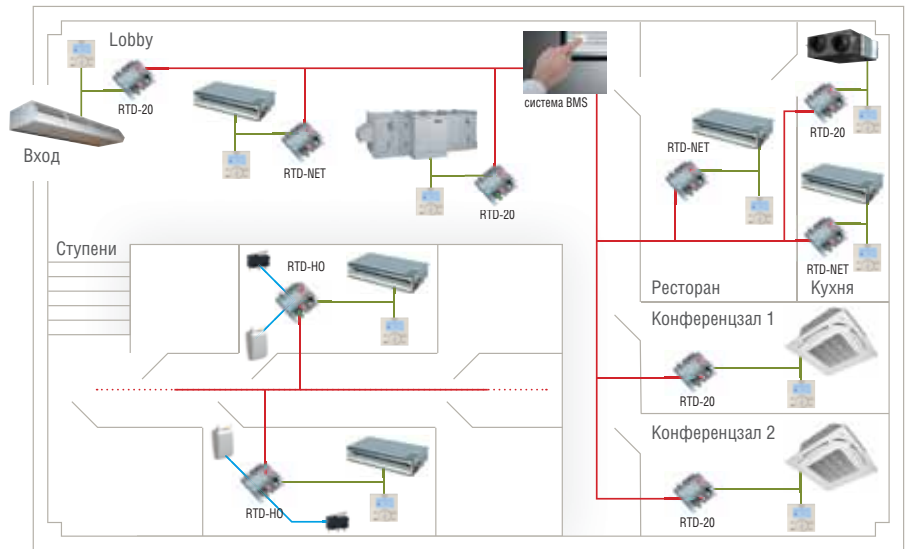 Lobby
RTD-20
Вход
RTD-NET
RTD-20
система BMS
RTD-NET
RTD-20
RTD-NET
Ресторан
Кухня
Ступени
RTD-HO
RTD-HO
Конференцзал 1
RTD-20
Конференцзал 2
RTD-20